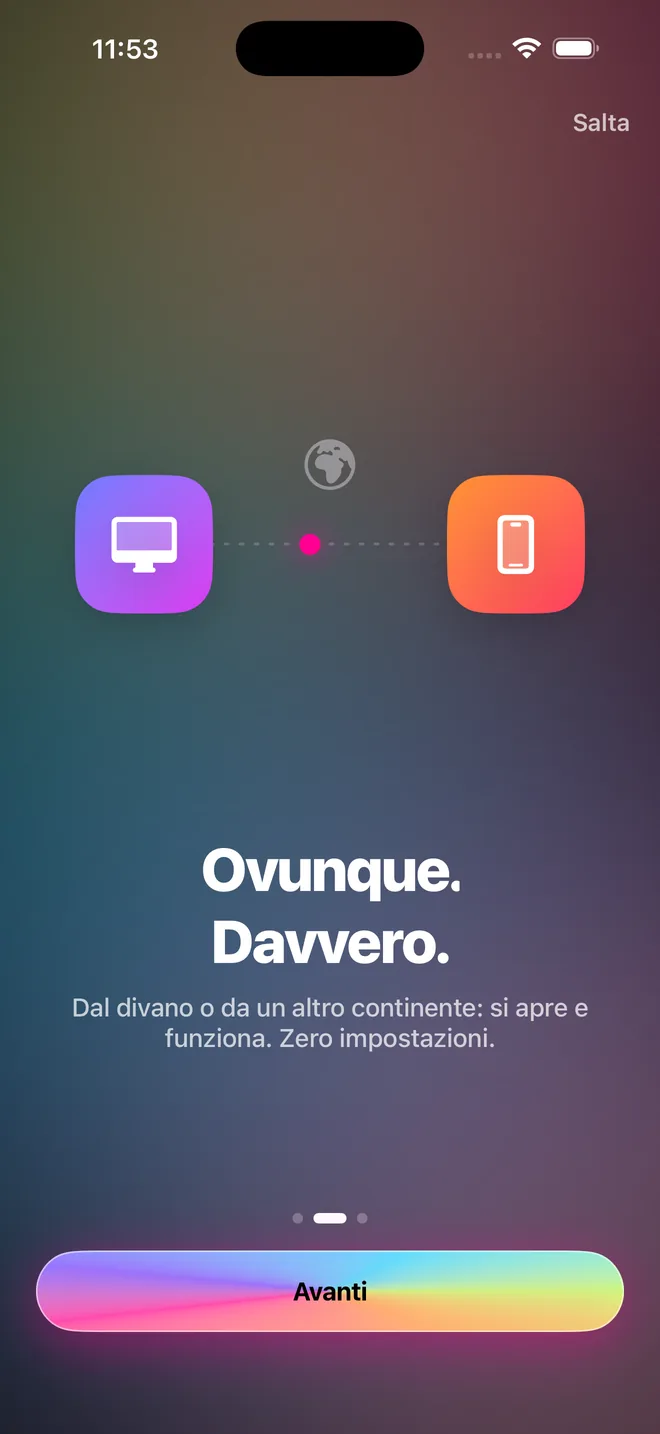 11:53
Salta
Ovunque.
Davvero.
Dal divano o da un altro continente: si apre e
funziona. Zero impostazioni.
Avanti